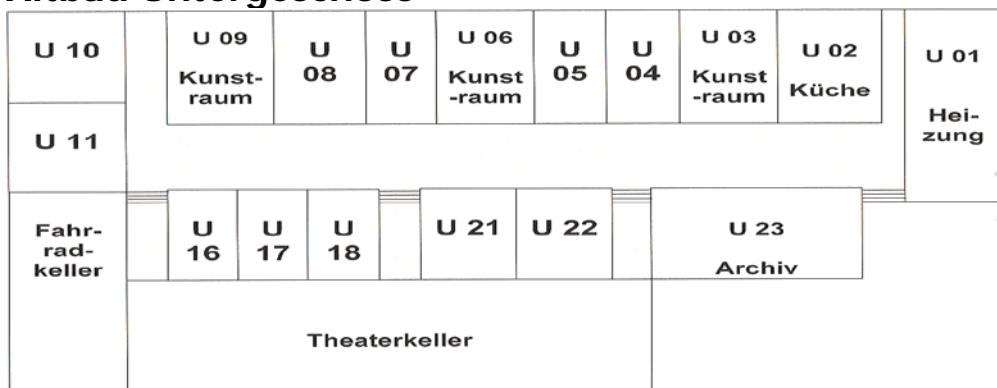 Altbau Untergeschoss
U 10
U 09
Kunst-
raum
U
08
U
07
U 06
Kunst
-raum
U
05
U
04
U 03
Kunst
-raum
U 02
Küche
U 01
Hei-
zung
U 11
Fahr-
rad-
keller
U
16
U
17
U
18
U 21
U 22
U 23
Archiv
Theaterkeller